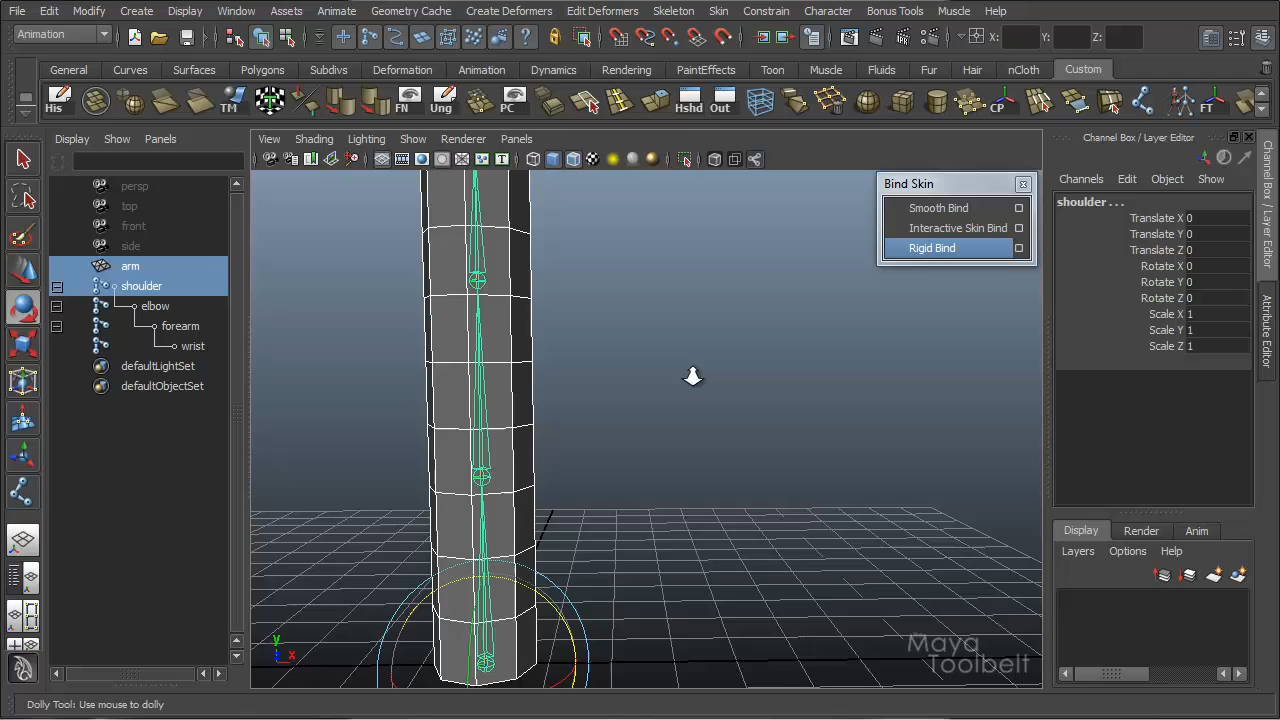 File Edit Modify Create Display Window Assets Animate Geometry Cache Create Deformers Edit Deformers Skeleton Skin Constrain Character Bonus Tools Muscle Help
Animation
X: Y: Z:
General Curves Surfaces Polygons Subdivs Deformation Animation Dynamics Rendering PaintEffects Toon Muscle Fluids Fur Hair nCloth Custom
His TM FN Ung PC Hshd Out CP FT
Display Show Panels
View Shading Lighting Show Renderer Panels
Channel Box / Layer Editor
Channels Edit Object Show
persp
top
front
side
arm
shoulder
elbow
forearm
wrist
defaultLightSet
defaultObjectSet
Bind Skin
Smooth Bind
Interactive Skin Bind
Rigid Bind
shoulder . . .
Translate X 0
Translate Y 0
Translate Z 0
Rotate X 0
Rotate Y 0
Rotate Z 0
Scale X 1
Scale Y 1
Scale Z 1
Channel Box / Layer Editor
Attribute Editor
Display Render Anim
Layers Options Help
y
x
Maya
Toolbelt
Dolly Tool: Use mouse to dolly